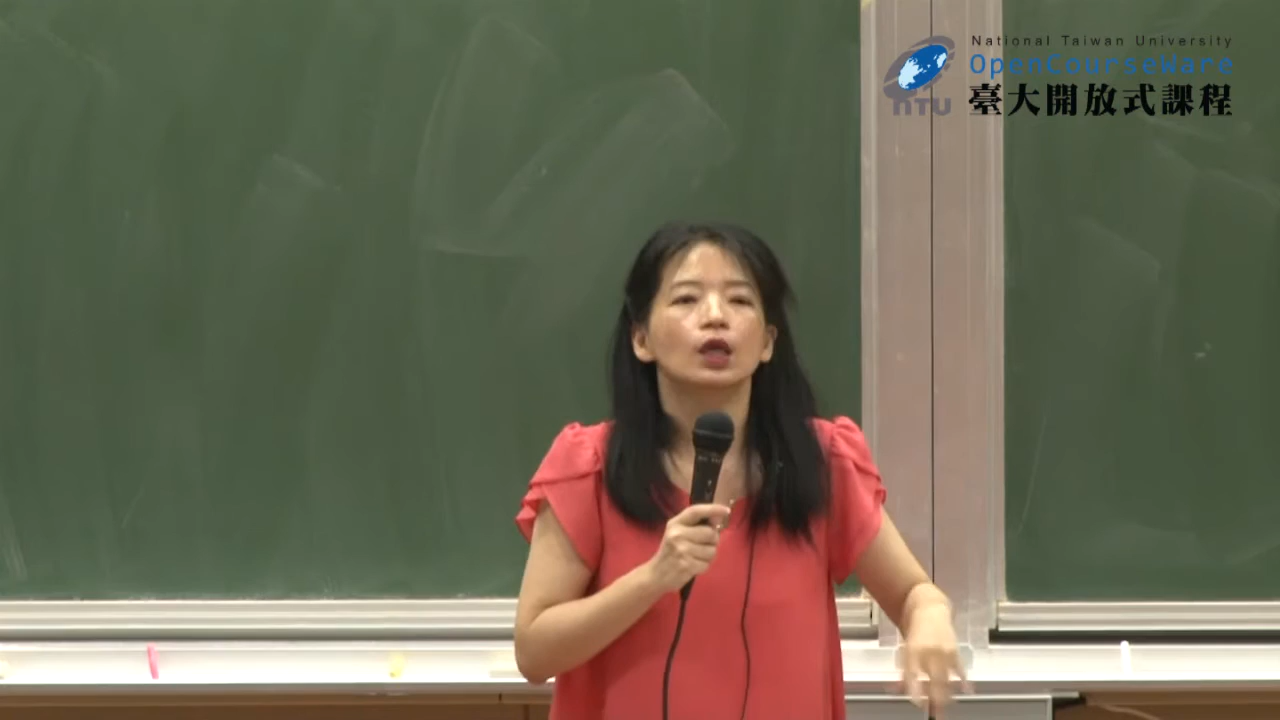 National Taiwan University
OpenCourseWare
臺大開放式課程
NTU